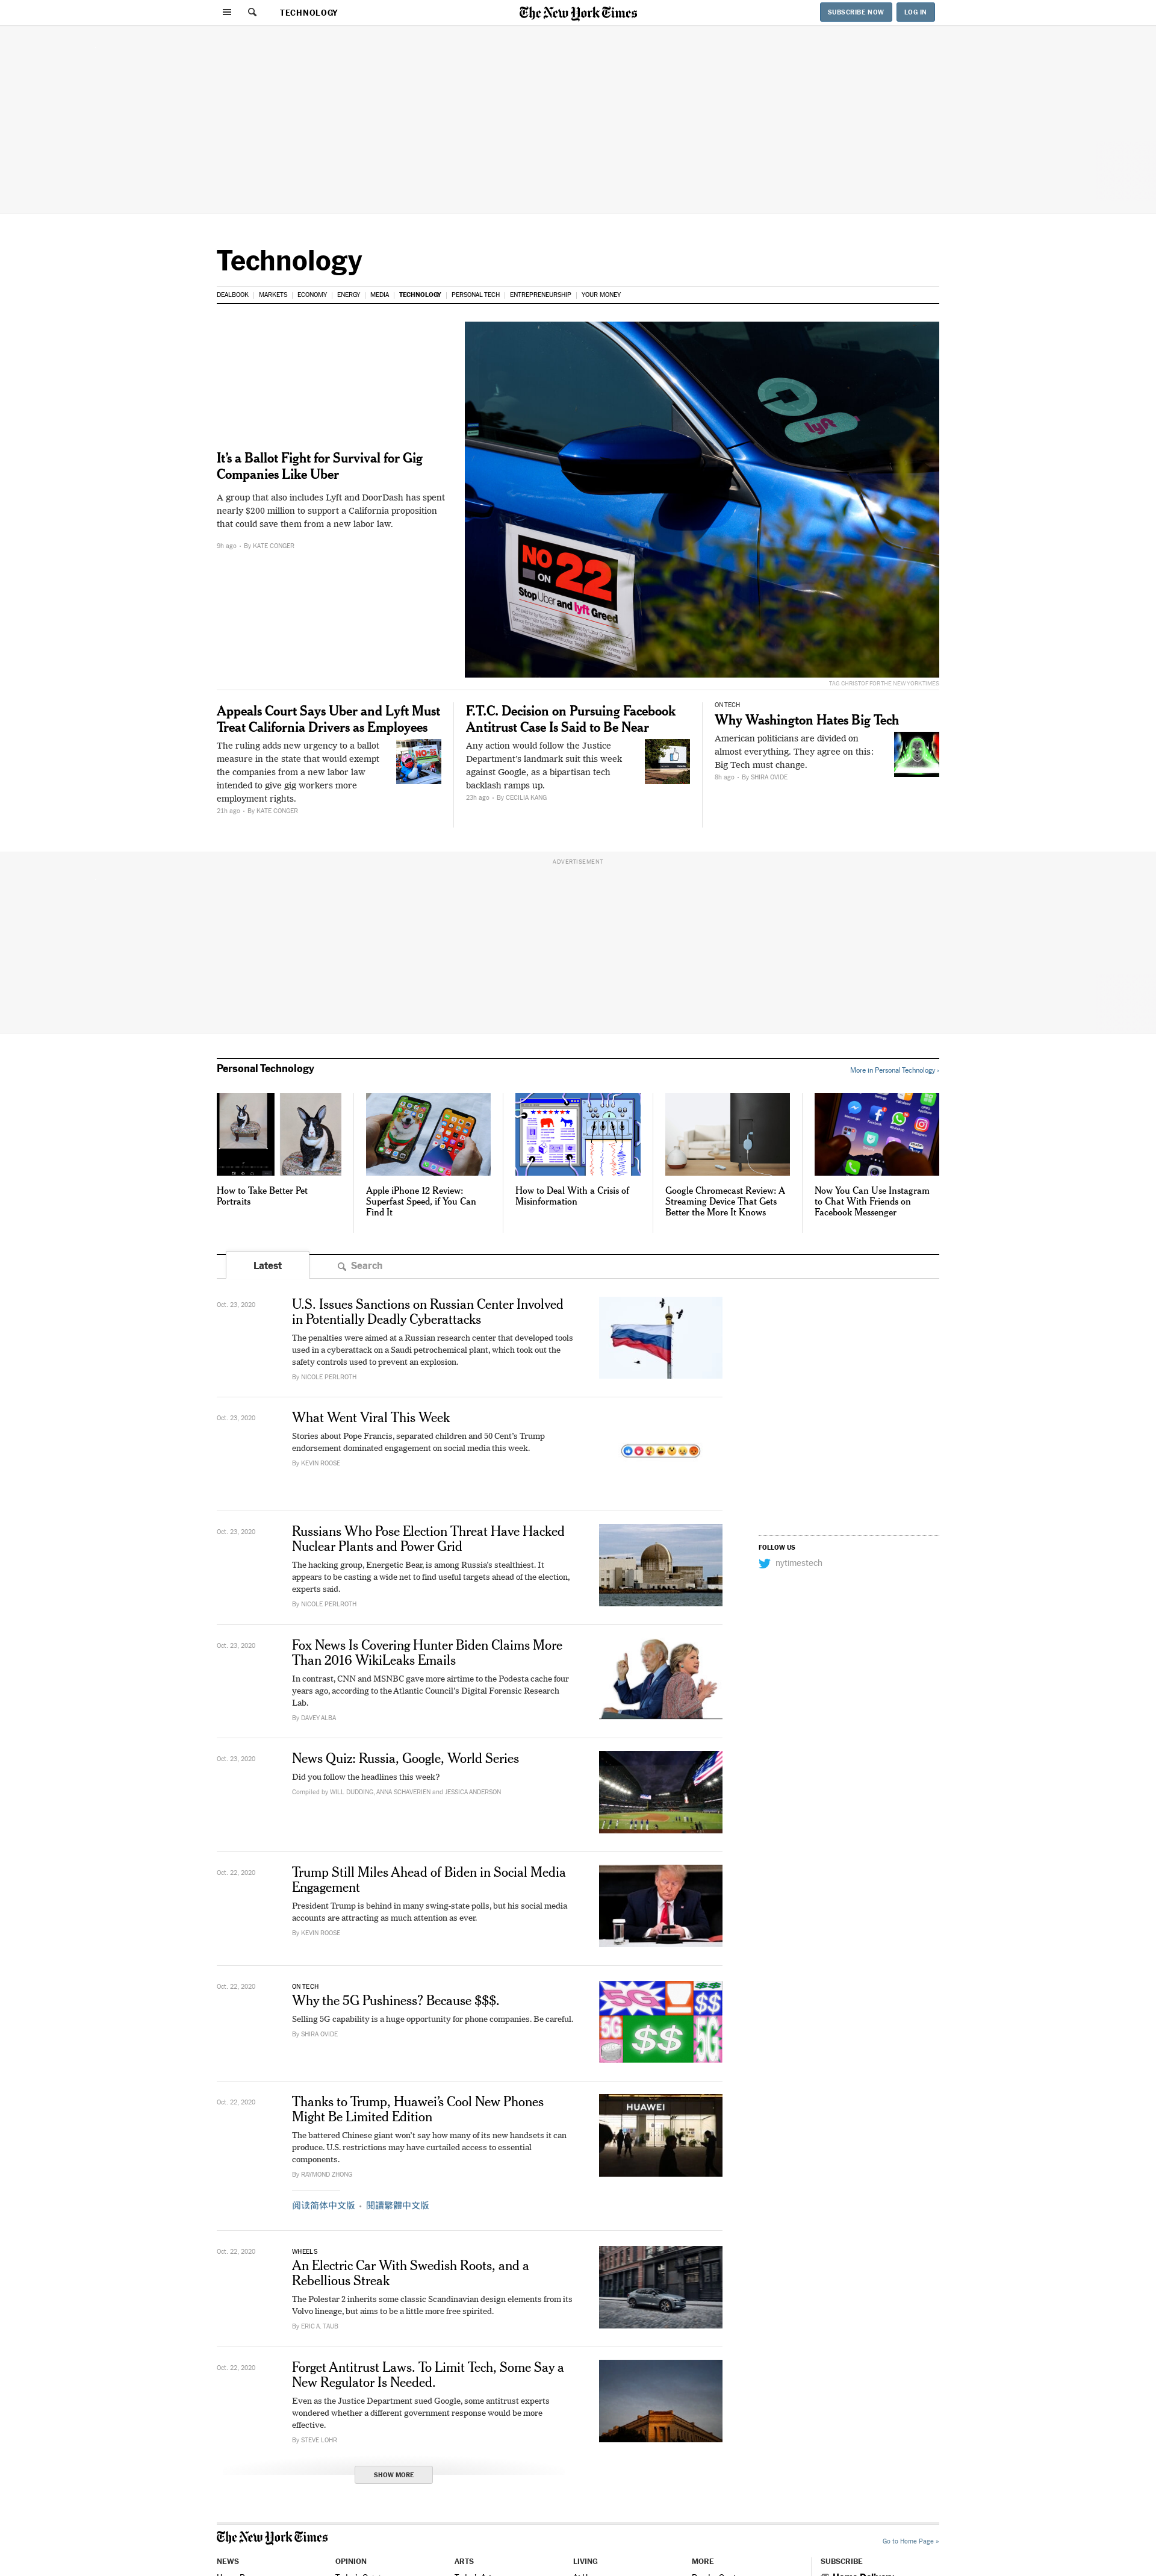 TECHNOLOGY
The New York Times
SUBSCRIBE NOW
LOG IN
Technology
DEALBOOK
MARKETS
ECONOMY
ENERGY
MEDIA
TECHNOLOGY
PERSONAL TECH
ENTREPRENEURSHIP
YOUR MONEY
It's a Ballot Fight for Survival for Gig
Companies Like Uber
A group that also includes Lyft and DoorDash has spent
nearly $200 million to support a California proposition
that could save them from a new labor law.
9h ago • By KATE CONGER
lyft
NO
ON
22
Stop Uber and lyft Greed
TAG CHRISTOF FOR THE NEW YORK TIMES
Appeals Court Says Uber and Lyft Must
Treat California Drivers as Employees
The ruling adds new urgency to a ballot
measure in the state that would exempt
the companies from a new labor law
intended to give gig workers more
employment rights.
21h ago • By KATE CONGER
F.T.C. Decision on Pursuing Facebook
Antitrust Case Is Said to Be Near
Any action would follow the Justice
Department's landmark suit this week
against Google, as a bipartisan tech
backlash ramps up.
23h ago • By CECILIA KANG
ON TECH
Why Washington Hates Big Tech
American politicians are divided on
almost everything. They agree on this:
Big Tech must change.
8h ago • By SHIRA OVIDE
ADVERTISEMENT
Personal Technology
More in Personal Technology ›
How to Take Better Pet
Portraits
Apple iPhone 12 Review:
Superfast Speed, if You Can
Find It
How to Deal With a Crisis of
Misinformation
Google Chromecast Review: A
Streaming Device That Gets
Better the More It Knows
Now You Can Use Instagram
to Chat With Friends on
Facebook Messenger
Latest
Search
Oct. 23, 2020
U.S. Issues Sanctions on Russian Center Involved
in Potentially Deadly Cyberattacks
The penalties were aimed at a Russian research center that developed tools
used in a cyberattack on a Saudi petrochemical plant, which took out the
safety controls used to prevent an explosion.
By NICOLE PERLROTH
Oct. 23, 2020
What Went Viral This Week
Stories about Pope Francis, separated children and 50 Cent's Trump
endorsement dominated engagement on social media this week.
By KEVIN ROOSE
Oct. 23, 2020
Russians Who Pose Election Threat Have Hacked
Nuclear Plants and Power Grid
The hacking group, Energetic Bear, is among Russia's stealthiest. It
appears to be casting a wide net to find useful targets ahead of the election,
experts said.
By NICOLE PERLROTH
FOLLOW US
nytimestech
Oct. 23, 2020
Fox News Is Covering Hunter Biden Claims More
Than 2016 WikiLeaks Emails
In contrast, CNN and MSNBC gave more airtime to the Podesta cache four
years ago, according to the Atlantic Council's Digital Forensic Research
Lab.
By DAVEY ALBA
Oct. 23, 2020
News Quiz: Russia, Google, World Series
Did you follow the headlines this week?
Compiled by WILL DUDDING, ANNA SCHAVERIEN and JESSICA ANDERSON
Oct. 22, 2020
Trump Still Miles Ahead of Biden in Social Media
Engagement
President Trump is behind in many swing-state polls, but his social media
accounts are attracting as much attention as ever.
By KEVIN ROOSE
Oct. 22, 2020
ON TECH
Why the 5G Pushiness? Because $$$.
Selling 5G capability is a huge opportunity for phone companies. Be careful.
By SHIRA OVIDE
5G
$$
5G
$$
$$
5G
Oct. 22, 2020
Thanks to Trump, Huawei's Cool New Phones
Might Be Limited Edition
The battered Chinese giant won't say how many of its new handsets it can
produce. U.S. restrictions may have curtailed access to essential
components.
By RAYMOND ZHONG
阅读简体中文版 • 閱讀繁體中文版
HUAWEI
Oct. 22, 2020
WHEELS
An Electric Car With Swedish Roots, and a
Rebellious Streak
The Polestar 2 inherits some classic Scandinavian design elements from its
Volvo lineage, but aims to be a little more free spirited.
By ERIC A. TAUB
Oct. 22, 2020
Forget Antitrust Laws. To Limit Tech, Some Say a
New Regulator Is Needed.
Even as the Justice Department sued Google, some antitrust experts
wondered whether a different government response would be more
effective.
By STEVE LOHR
SHOW MORE
The New York Times
Go to Home Page »
NEWS
OPINION
ARTS
LIVING
MORE
SUBSCRIBE